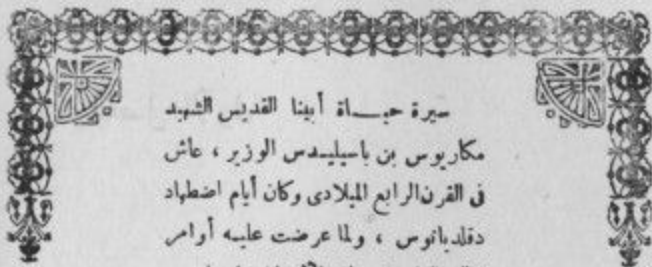 سيرة حيـــاة أبينا القديس الشهيد
مكاريوس بن باسيليدس الوزير ، عاش
فى القرن الرابع الميلادى وكان أيام اضطهاد
دقلديانوس ، ولما عرضت عليه أوامر